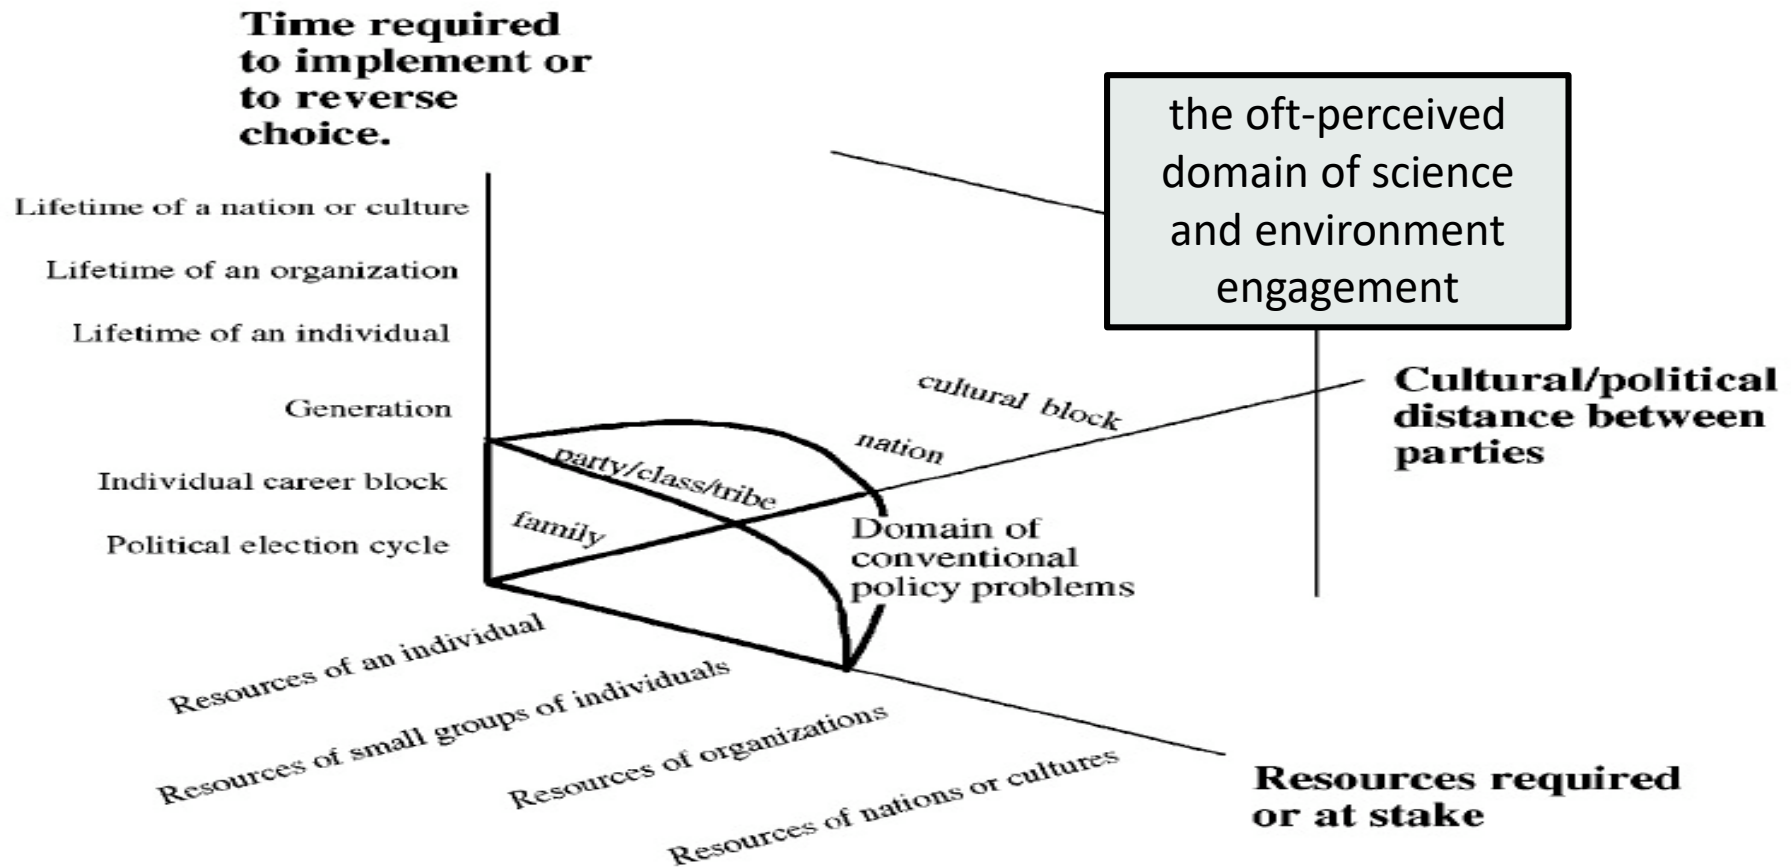 Time required
to implement or
to reverse
choice.
the oft-perceived
domain of science
and environment
engagement
Lifetime of a nation or culture
Lifetime of an organization
Lifetime of an individual
Generation
Individual career block
Political election cycle
cultural block
nation
party/class/tribe
family
Cultural/political
distance between
parties
Domain of
conventional
policy problems
Resources of an individual
Resources of small groups of individuals
Resources of organizations
Resources of nations or cultures
Resources required
or at stake